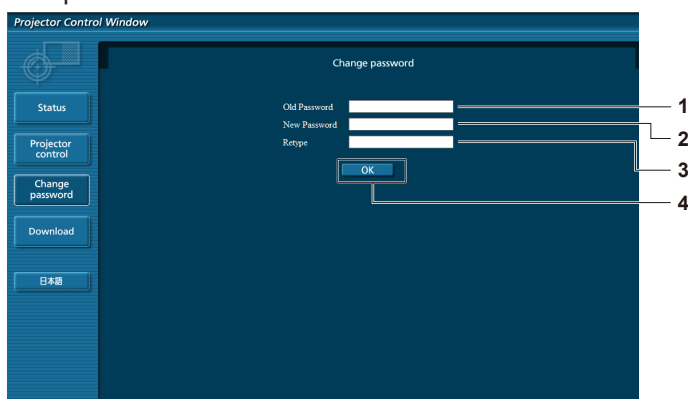 Projector Control Window
Change password
Status
Projector
control
Change
password
Download
日本語
Old Password
New Password
Retype
OK
1
2
3
4